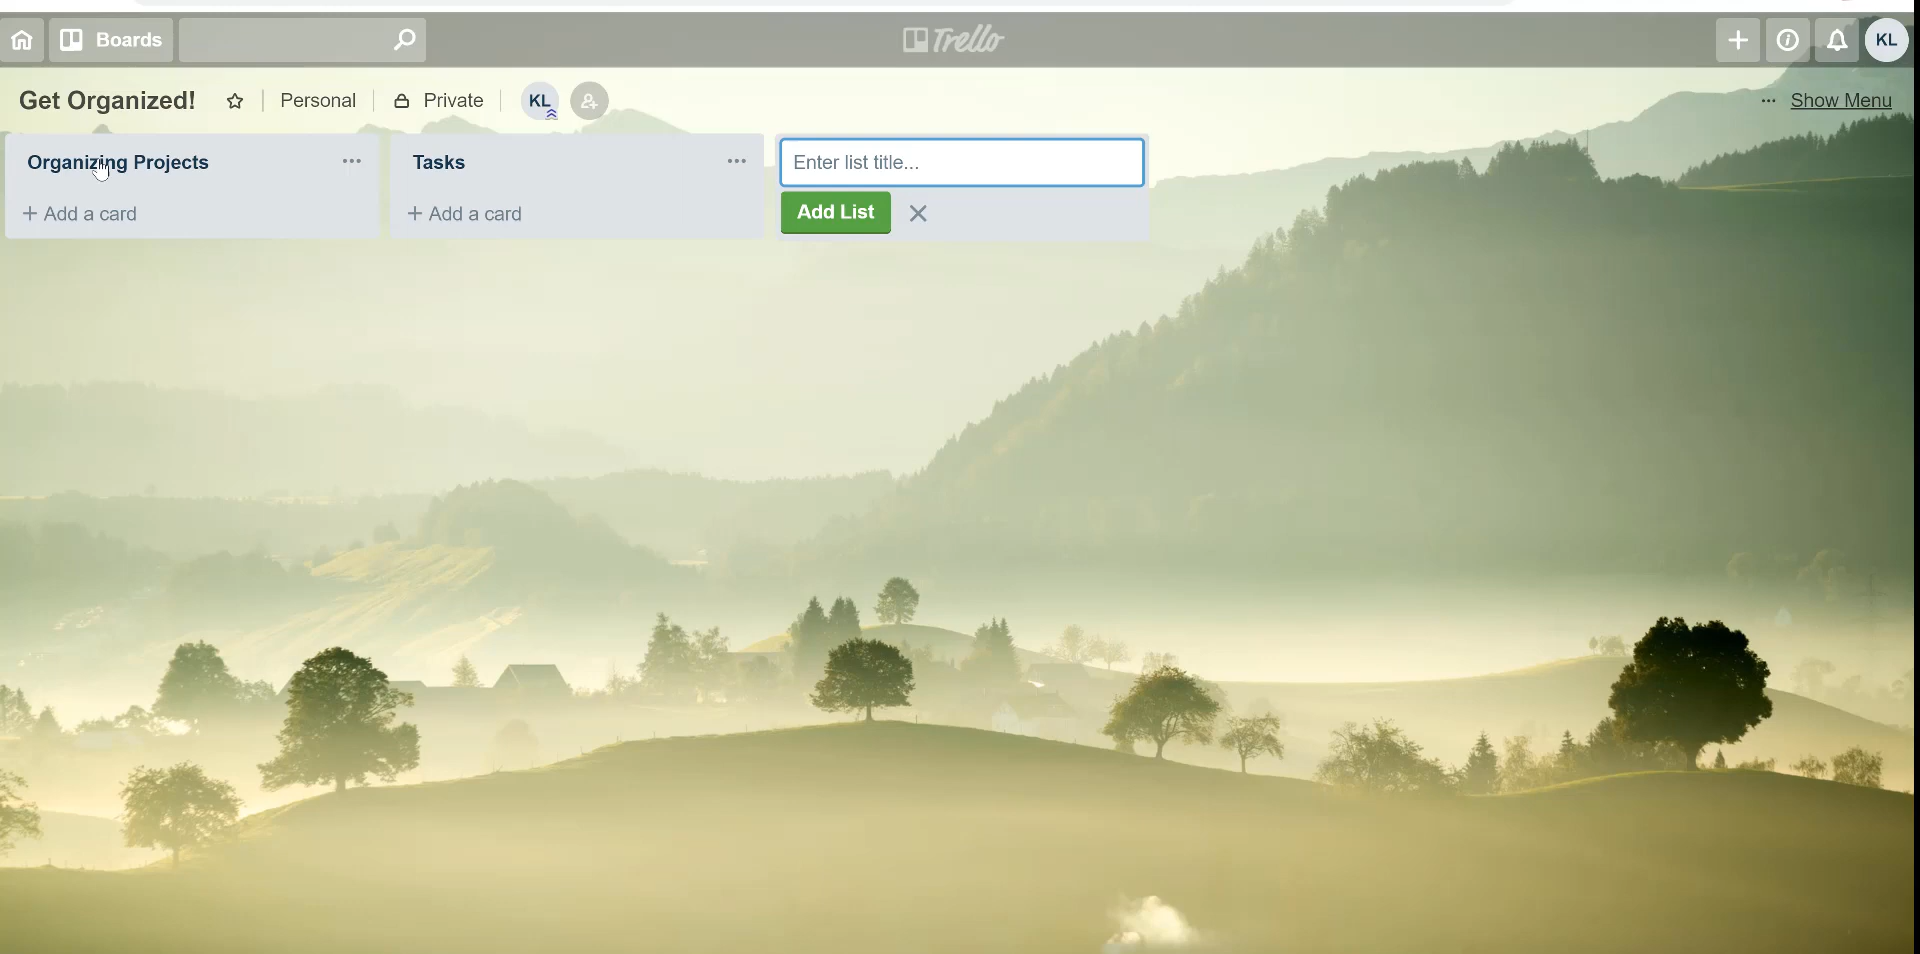 Boards
Trello
KL
Get Organized!
Personal
Private
KL
... Show Menu
Organizing Projects
...
Tasks
...
Enter list title...
+ Add a card
+ Add a card
Add List